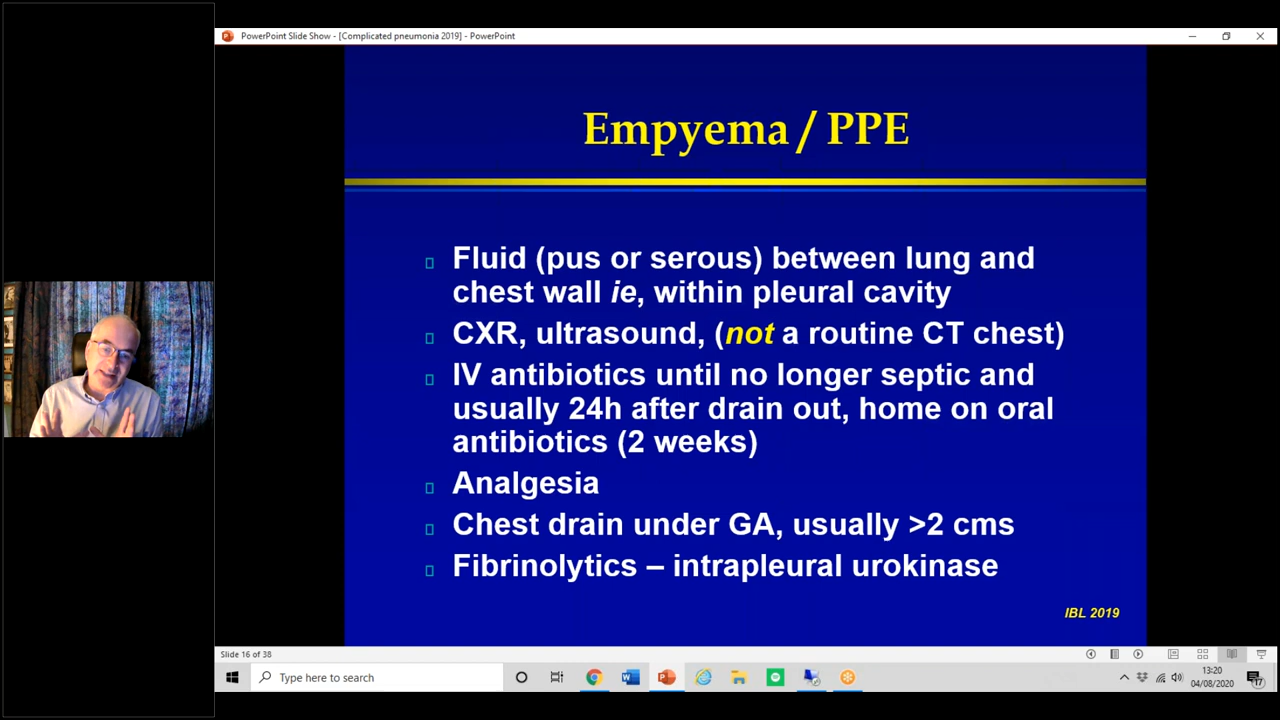 PowerPoint Slide Show - [Complicated pneumonia 2019] - PowerPoint
Empyema / PPE
Fluid (pus or serous) between lung and
chest wall ie, within pleural cavity
CXR, ultrasound, (not a routine CT chest)
IV antibiotics until no longer septic and
usually 24h after drain out, home on oral
antibiotics (2 weeks)
Analgesia
Chest drain under GA, usually >2 cms
Fibrinolytics – intrapleural urokinase
IBL 2019
Slide 16 of 38
Type here to search
13:20
04/08/2020
17